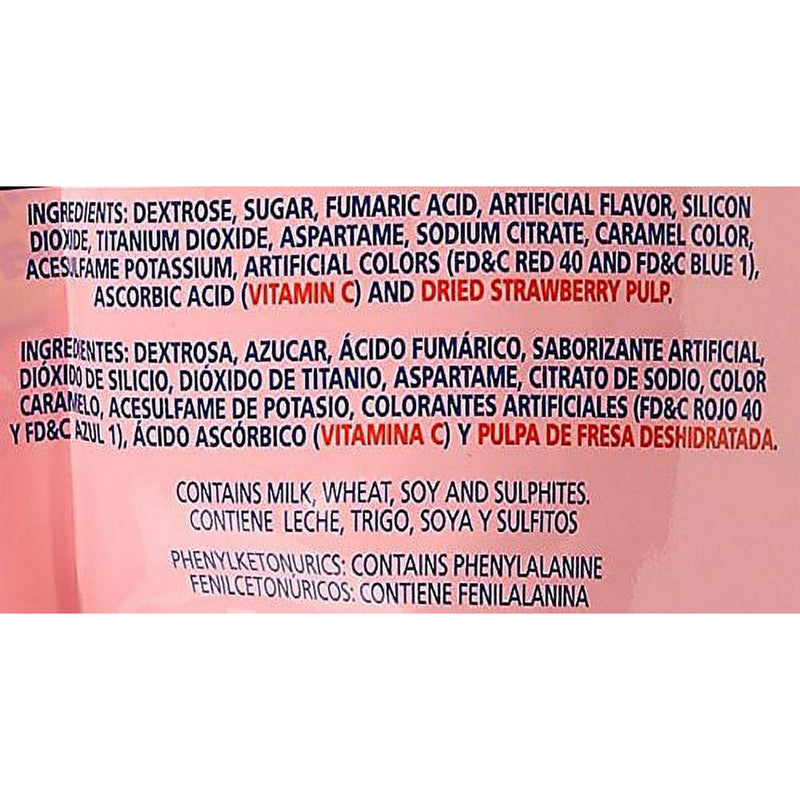 INGREDIENTS: DEXTROSE, SUGAR, FUMARIC ACID, ARTIFICIAL FLAVOR, SILICON
DIOXIDE, TITANIUM DIOXIDE, ASPARTAME, SODIUM CITRATE, CARAMEL COLOR,
ACESULFAME POTASSIUM, ARTIFICIAL COLORS (FD&C RED 40 AND FD&C BLUE 1),
ASCORBIC ACID (VITAMIN C) AND DRIED STRAWBERRY PULP.
INGREDIENTES: DEXTROSA, AZUCAR, ÁCIDO FUMÁRICO, SABORIZANTE ARTIFICIAL,
DIÓXIDO DE SILICIO, DIÓXIDO DE TITANIO, ASPARTAME, CITRATO DE SODIO, COLOR
CARAMELO, ACESULFAME DE POTASIO, COLORANTES ARTIFICIALES (FD&C ROJO 40
Y FD&C AZUL 1), ÁCIDO ASCÓRBICO (VITAMINA C) Y PULPA DE FRESA DESHIDRATADA.
CONTAINS MILK, WHEAT, SOY AND SULPHITES.
CONTIENE LECHE, TRIGO, SOYA Y SULFITOS
PHENYLKETONURICS: CONTAINS PHENYLALANINE
FENILCETONÚRICOS: CONTIENE FENILALANINA